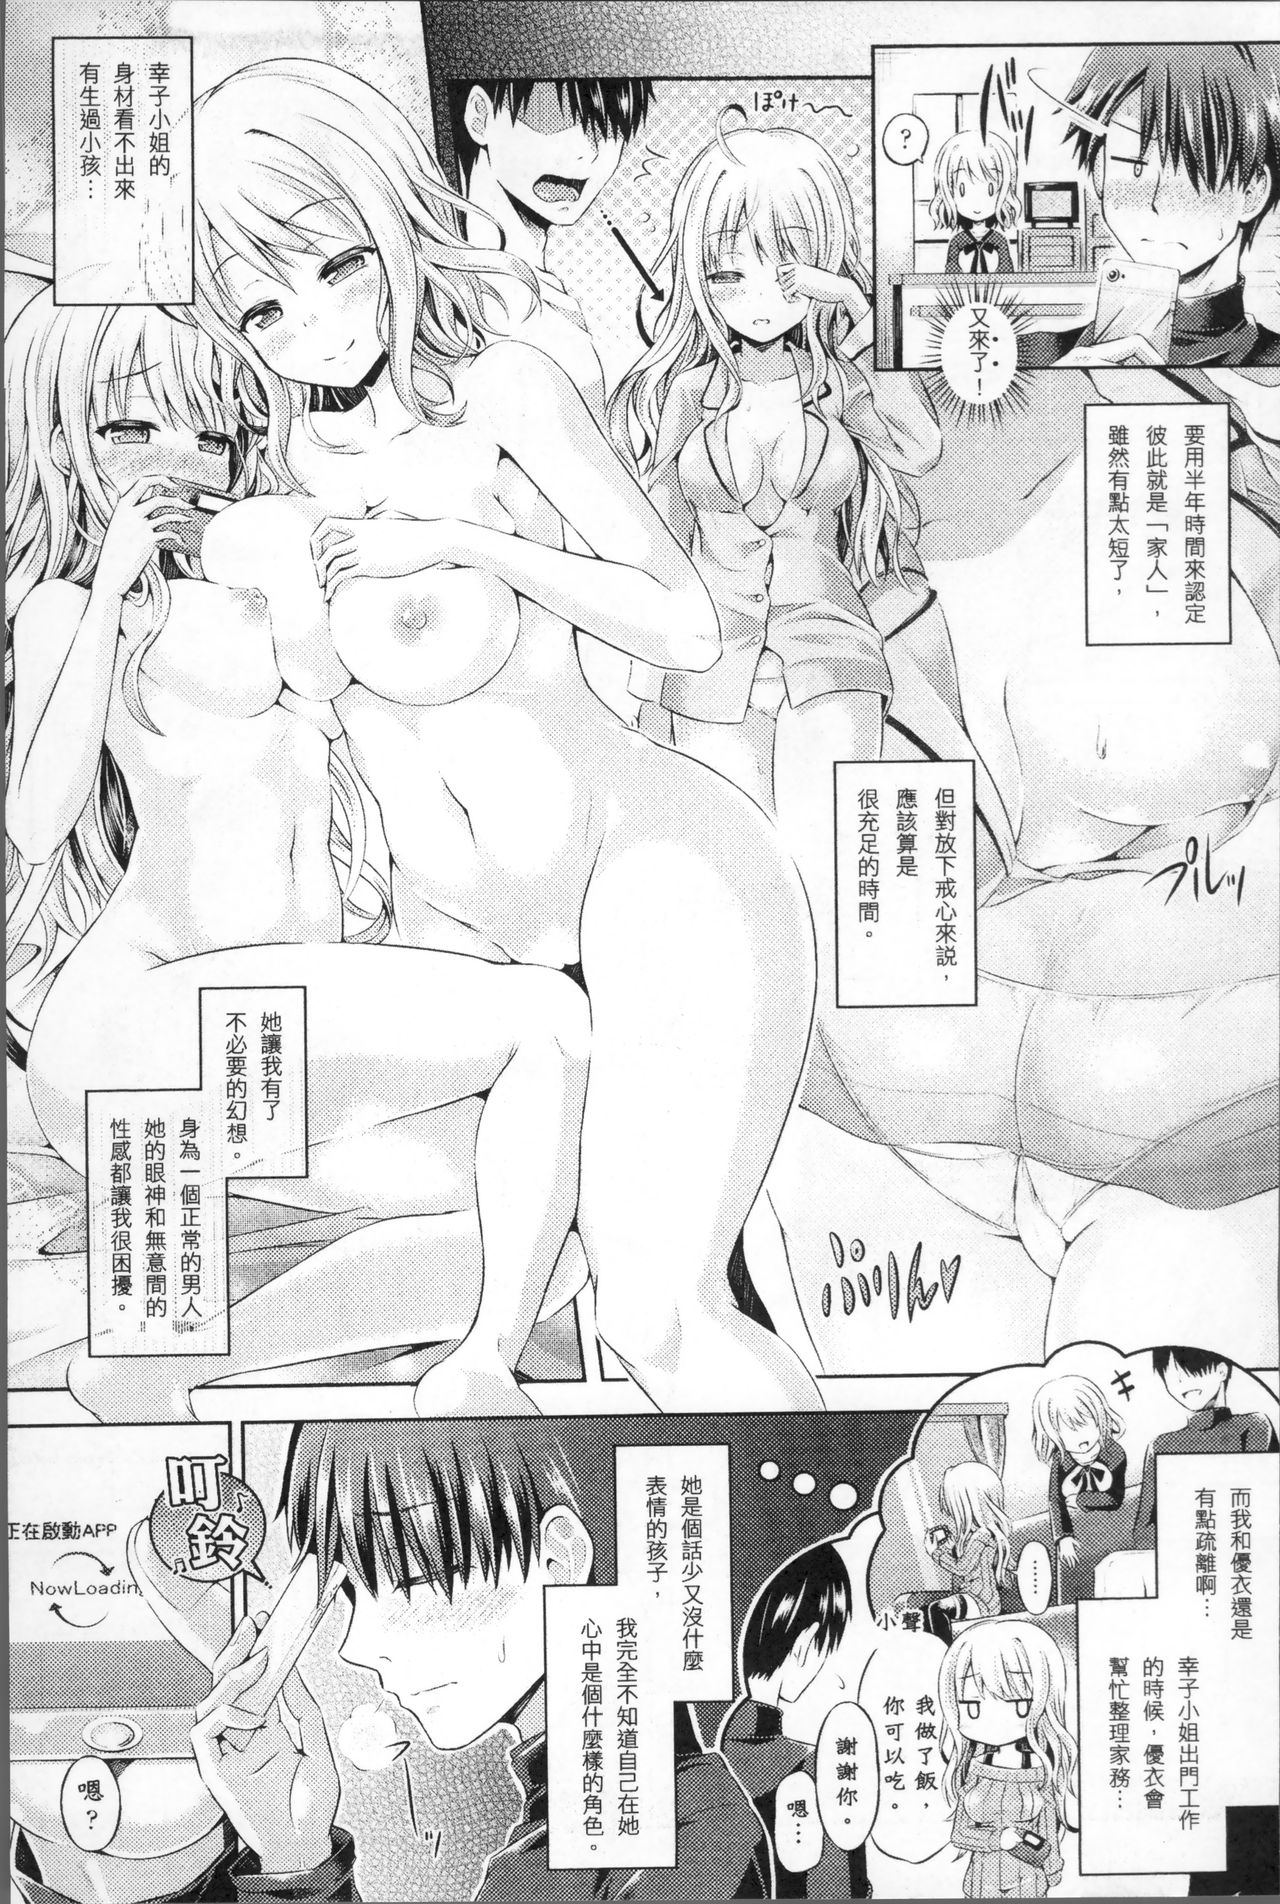 ？
又來了！
ぽけ〜〜
要用半年時間來認定
彼此就是「家人」，
雖然有點太短了，
但對放下戒心來說，
應該算是
很充足的時間。
プルッ
ぷりん♥
幸子小姐的
身材看不出來
有生過小孩…
她讓我有了
不必要的幻想。
身為一個正常的男人，
她的眼神和無意間的
性感都讓我很困擾。
而我和優衣還是
有點疏離啊…
……
幸子小姐出門工作
的時候，優衣會
幫忙整理家務…
小聲
我做了飯，
你可以吃。
謝謝你。
嗯…
她是個話少又沒什麼
表情的孩子，
我完全不知道自己在她
心中是個什麼樣的角色。
叮
鈴
正在啟動APP
NowLoading
嗯？